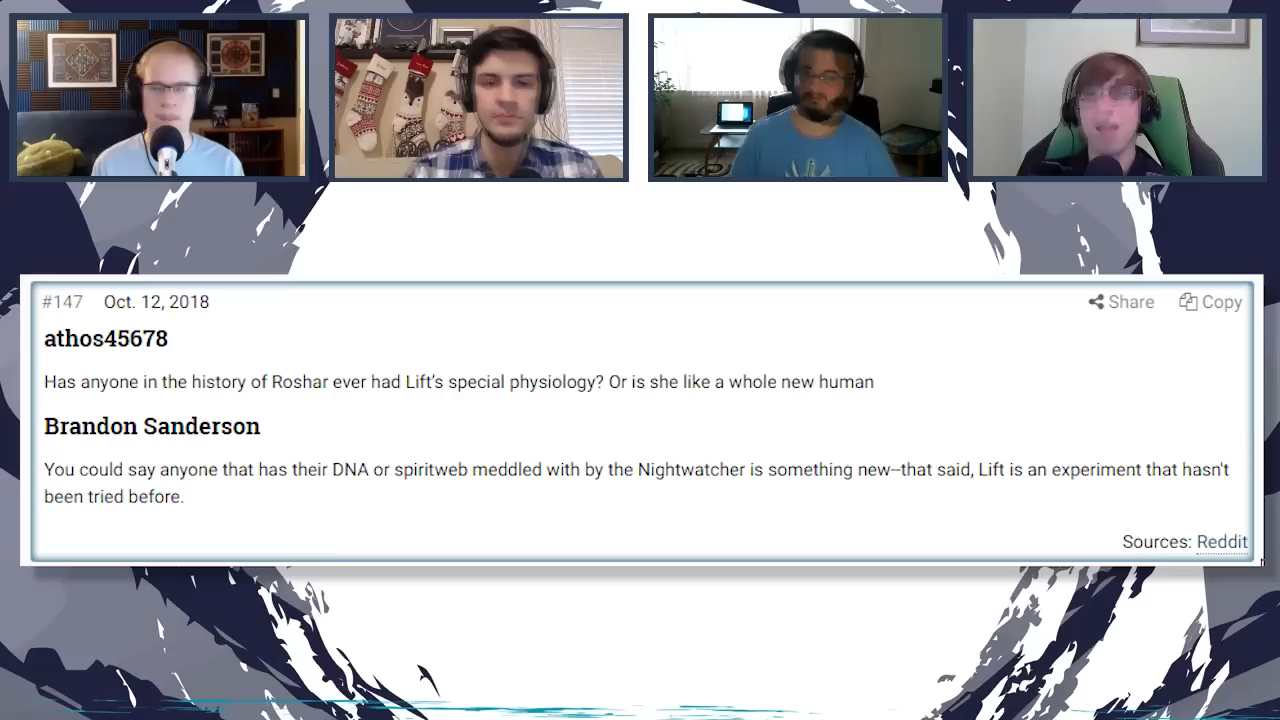 #147 Oct. 12, 2018 Share Copy
athos45678
Has anyone in the history of Roshar ever had Lift's special physiology? Or is she like a whole new human
Brandon Sanderson
You could say anyone that has their DNA or spiritweb meddled with by the Nightwatcher is something new--that said, Lift is an experiment that hasn't
been tried before.
Sources: Reddit